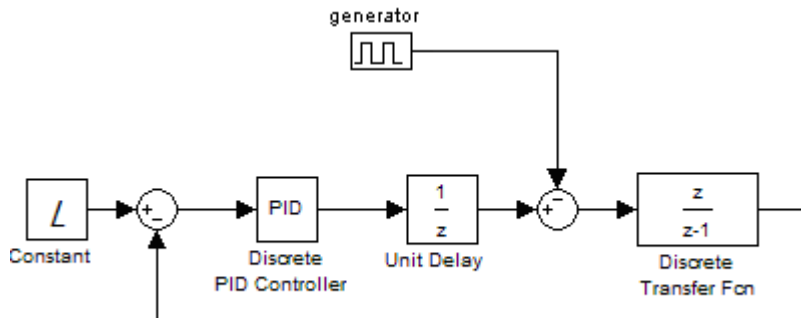 generator
L
Constant
+
−
PID
Discrete
PID Controller
1
z
Unit Delay
−
+
z
z-1
Discrete
Transfer Fcn